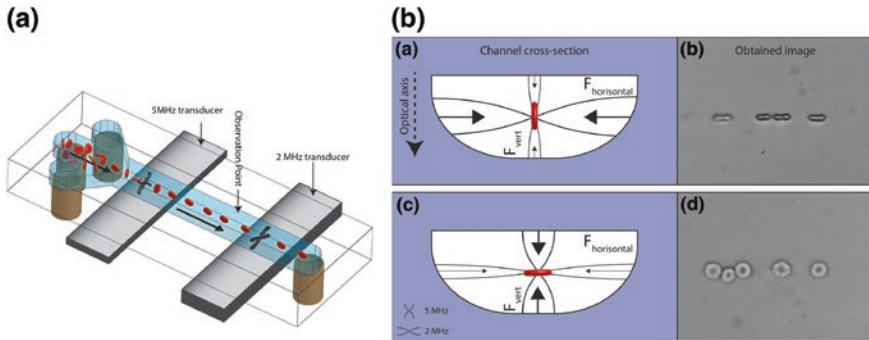 (a)
5MHz transducer
Observation Point
2 MHz transducer
(b)
(a)
Channel cross-section
Optical axis
F horisontal
F vert
(b)
Obtained image
(c)
F horisontal
F vert
5 MHz
2 MHz
(d)